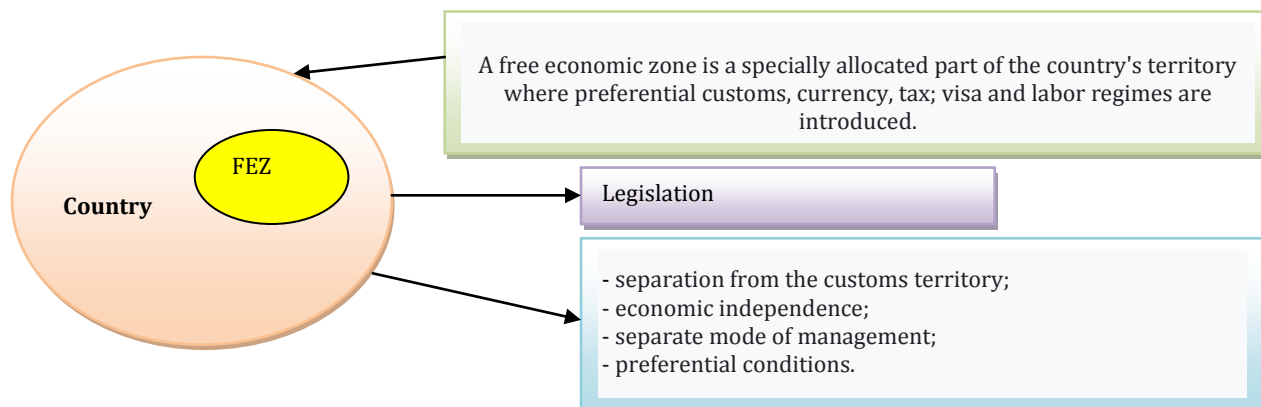 A free economic zone is a specially allocated part of the country's territory
where preferential customs, currency, tax; visa and labor regimes are
introduced.
FEZ
Country
Legislation
- separation from the customs territory;
- economic independence;
- separate mode of management;
- preferential conditions.